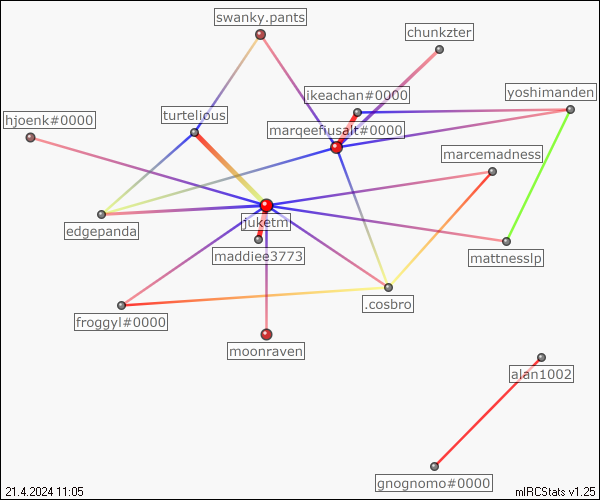 swanky.pants
chunkzter
ikeachan#0000
yoshimanden
hjoenk#0000
turtelious
marqeefiusalt#0000
marcemadness
juketm
edgepanda
maddiee3773
mattnesslp
.cosbro
froggyl#0000
moonraven
alan1002
gnognomo#0000
21.4.2024 11:05
mIRCStats v1.25